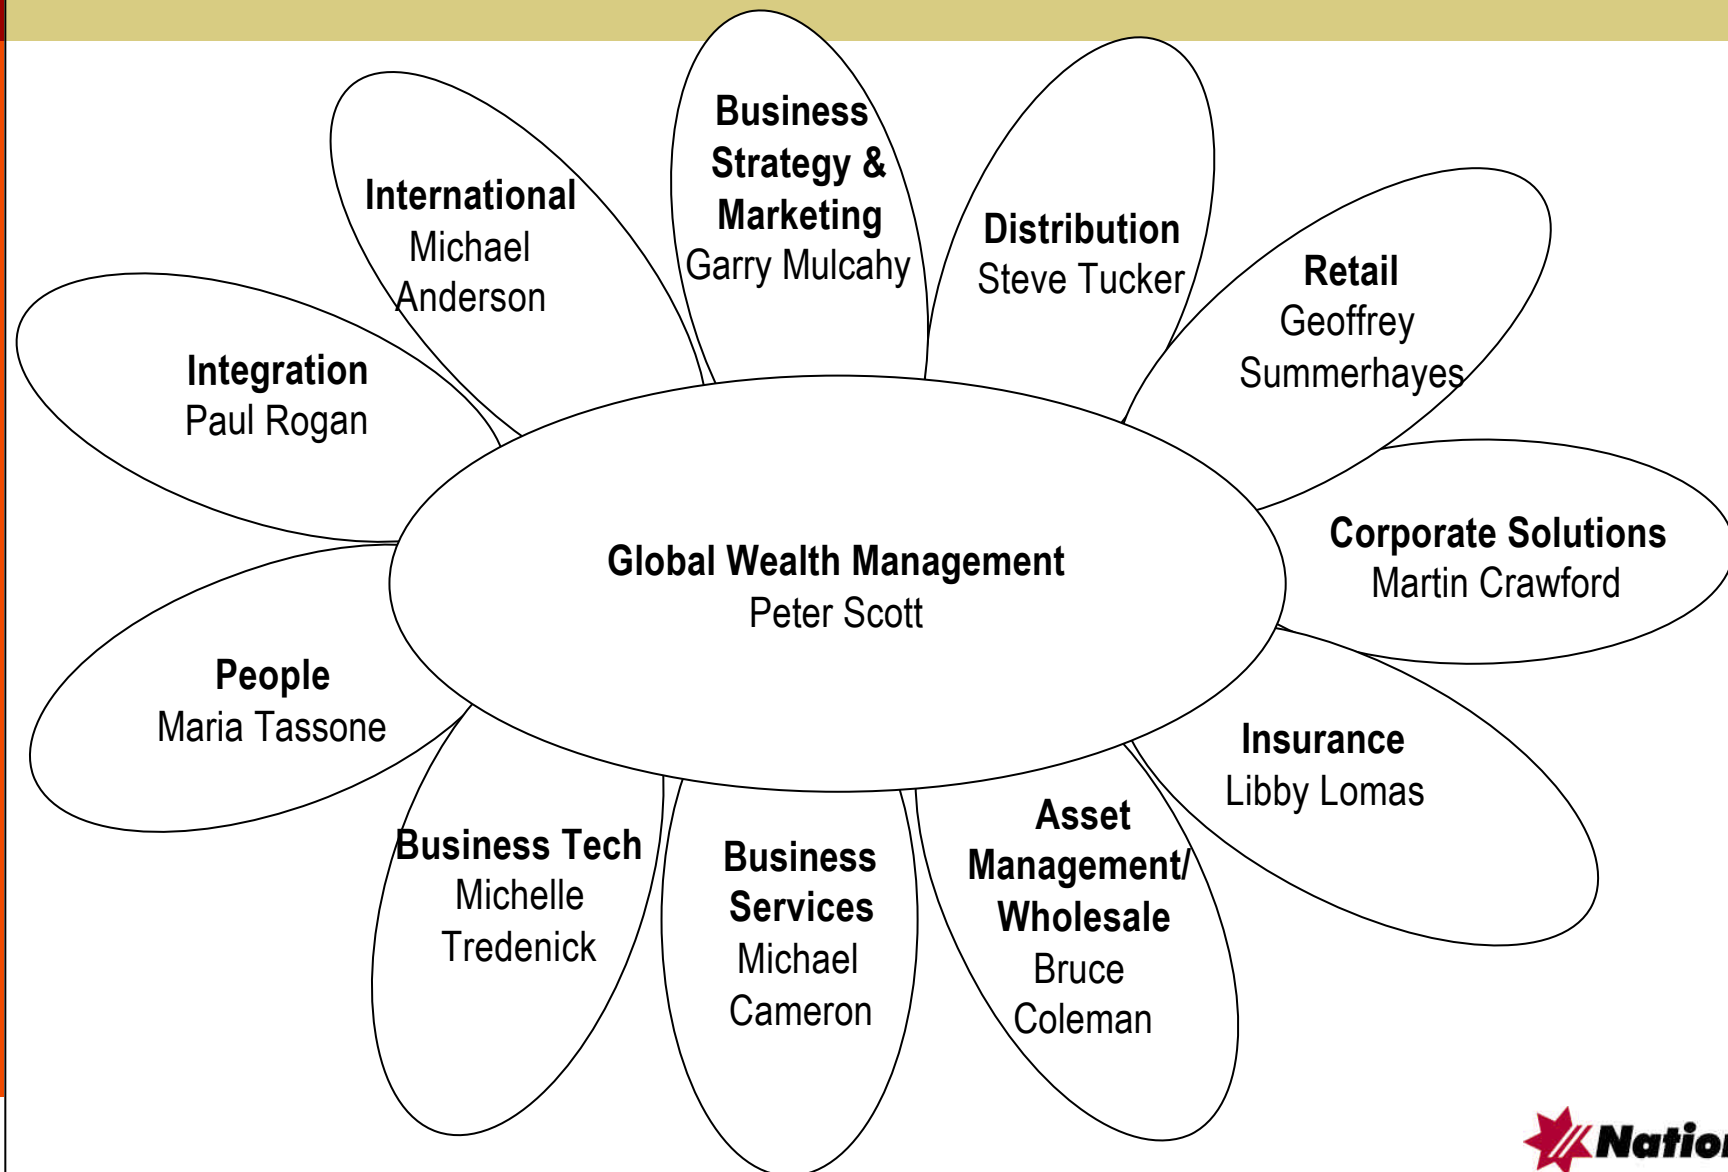 Business
Strategy &
Marketing
Garry Mulcahy
International
Michael
Anderson
Distribution
Steve Tucker
Retail
Geoffrey
Summerhayes
Integration
Paul Rogan
Corporate Solutions
Martin Crawford
Global Wealth Management
Peter Scott
People
Maria Tassone
Insurance
Libby Lomas
Business Tech
Michelle
Tredenick
Business
Services
Michael
Cameron
Asset
Management/
Wholesale
Bruce
Coleman